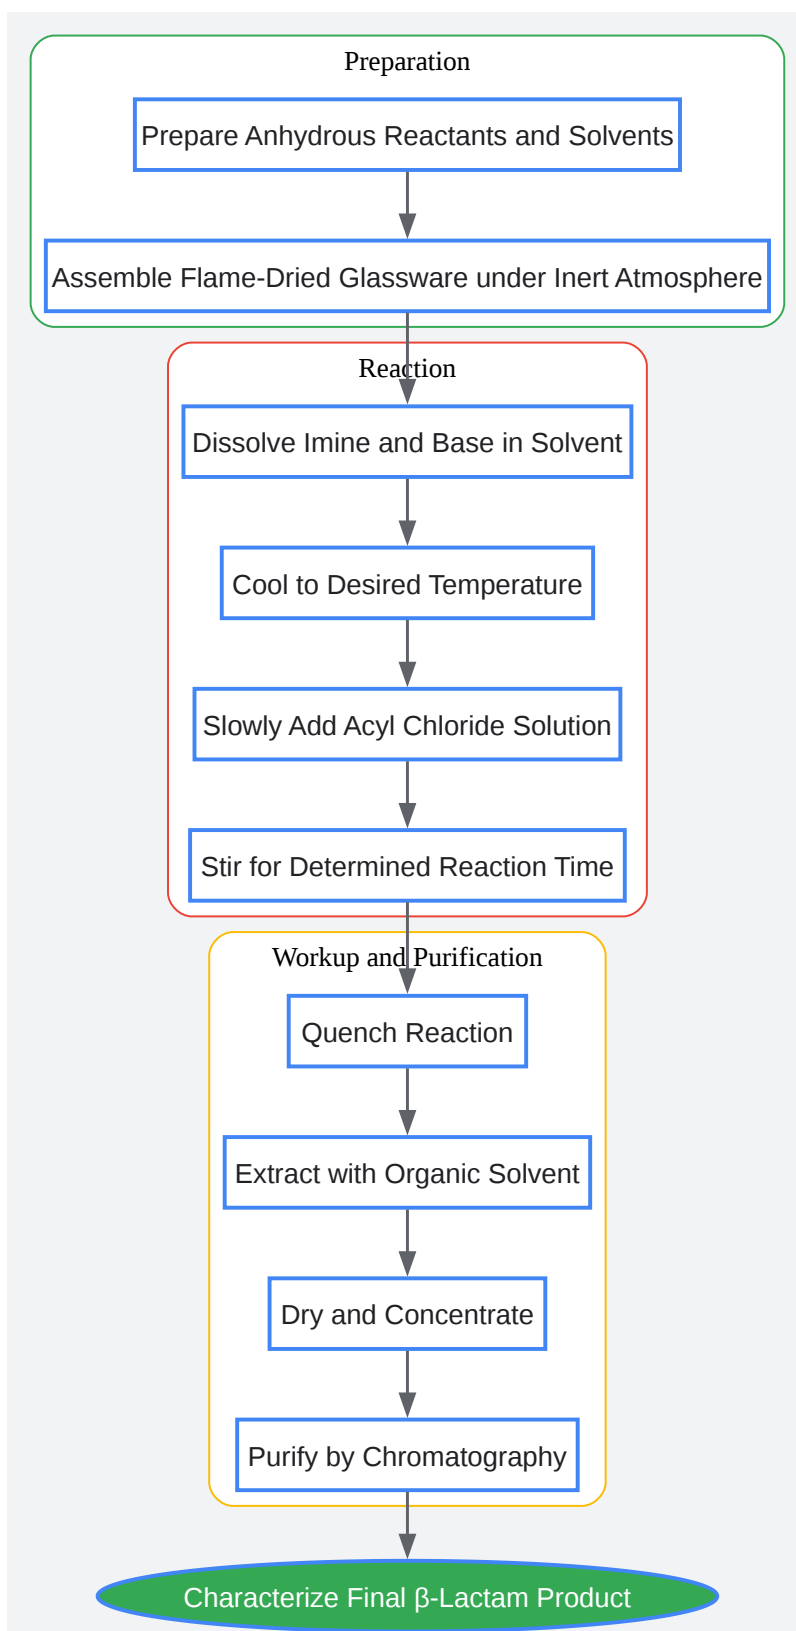 Preparation
Prepare Anhydrous Reactants and Solvents
Assemble Flame-Dried Glassware under Inert Atmosphere
Reaction
Dissolve Imine and Base in Solvent
Cool to Desired Temperature
Slowly Add Acyl Chloride Solution
Stir for Determined Reaction Time
Workup and Purification
Quench Reaction
Extract with Organic Solvent
Dry and Concentrate
Purify by Chromatography
Characterize Final β-Lactam Product